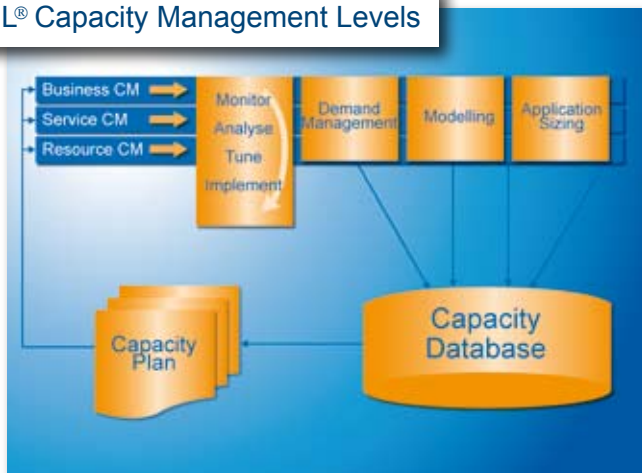 L® Capacity Management Levels
Business CM
Service CM
Resource CM
Monitor
Analyse
Tune
Implement
Demand
Management
Modelling
Application
Sizing
Capacity
Plan
Capacity
Database